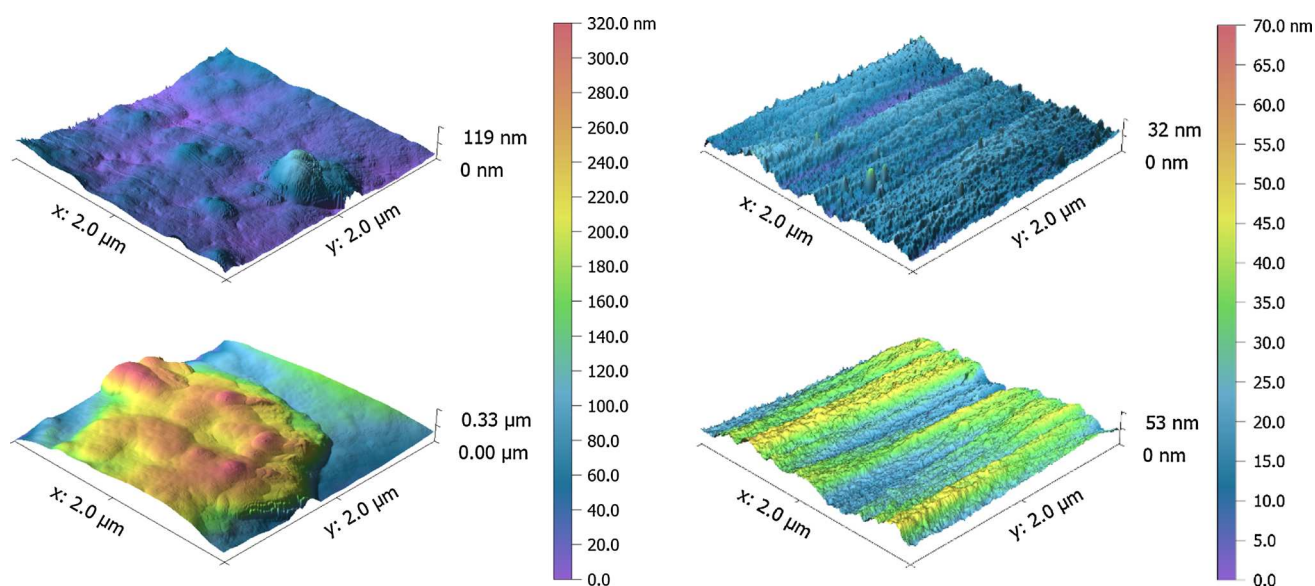 119 nm
0 nm
x: 2.0 µm
y: 2.0 µm
0.33 µm
0.00 µm
x: 2.0 µm
y: 2.0 µm
320.0 nm
300.0
280.0
260.0
240.0
220.0
200.0
180.0
160.0
140.0
120.0
100.0
80.0
60.0
40.0
20.0
0.0
32 nm
0 nm
x: 2.0 µm
y: 2.0 µm
53 nm
0 nm
x: 2.0 µm
y: 2.0 µm
70.0 nm
65.0
60.0
55.0
50.0
45.0
40.0
35.0
30.0
25.0
20.0
15.0
10.0
5.0
0.0